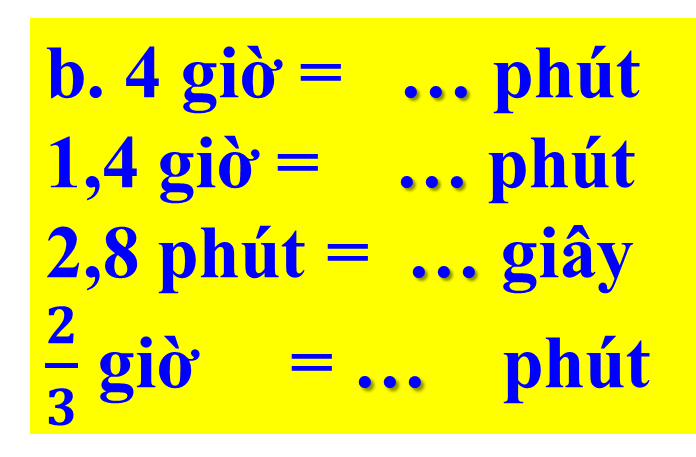 b. 4 giờ = ... phút
1,4 giờ = ... phút
2,8 phút = ... giây
2/3 giờ = ... phút